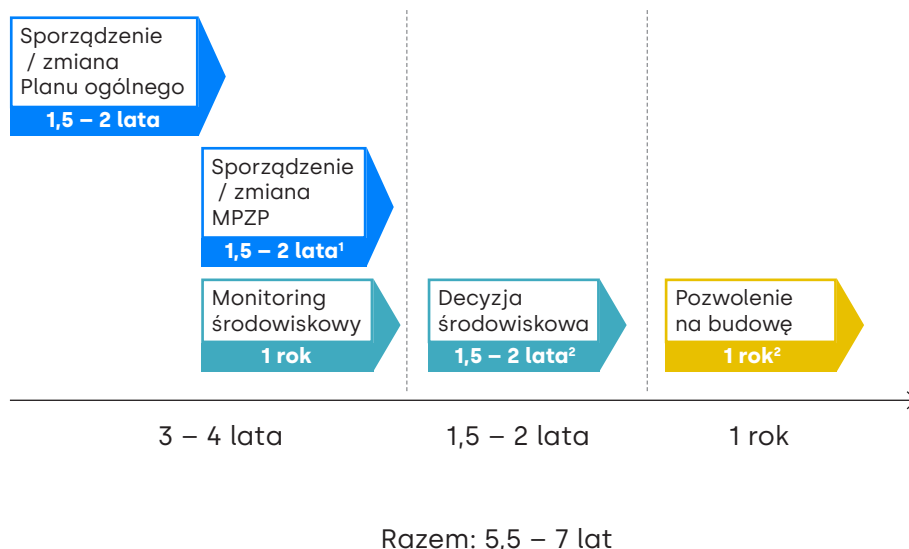 Sporządzenie
/ zmiana
Planu ogólnego
1,5 – 2 lata
Sporządzenie
/ zmiana
MPZP
1,5 – 2 lata¹
Monitoring
środowiskowy
1 rok
Decyzja
środowiskowa
1,5 – 2 lata²
Pozwolenie
na budowę
1 rok²
3 – 4 lata
1,5 – 2 lata
1 rok
Razem: 5,5 – 7 lat